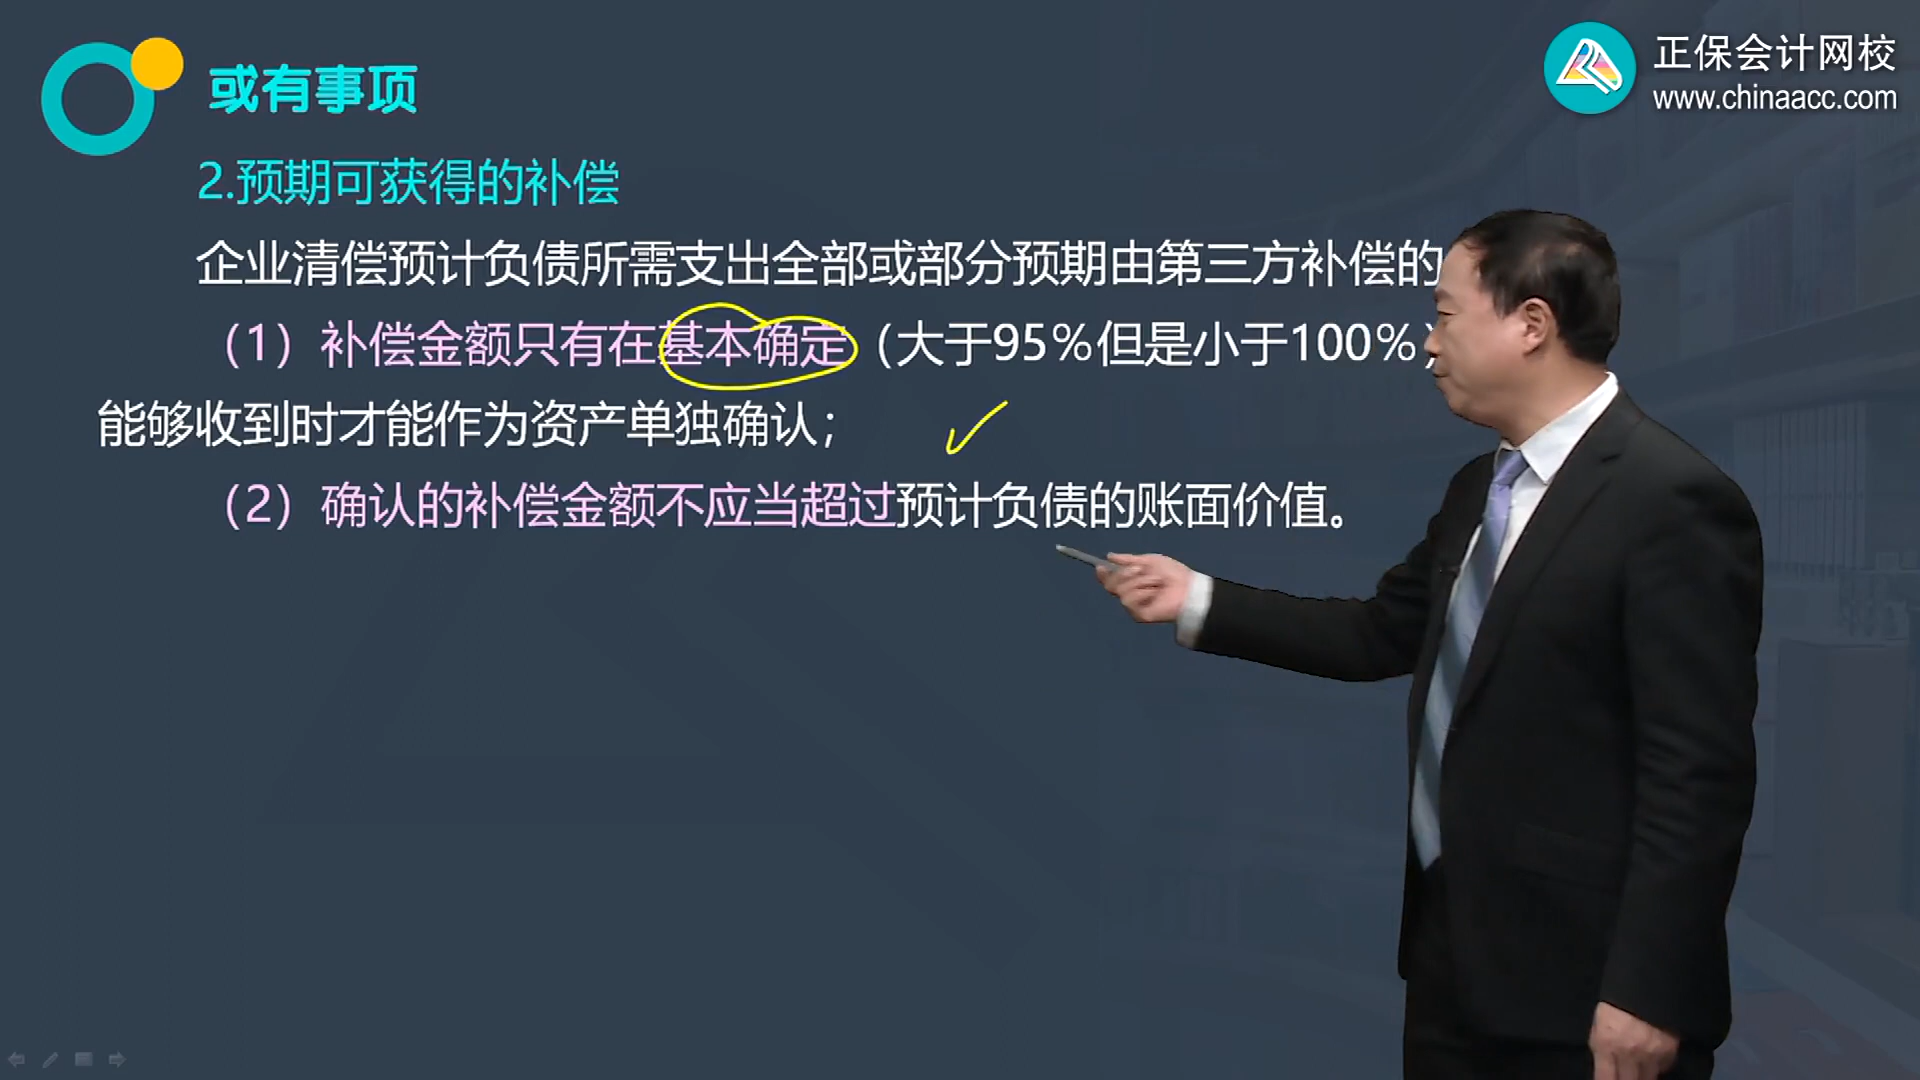 正保会计网校
www.chinaacc.com
或有事项
2.预期可获得的补偿
企业清偿预计负债所需支出全部或部分预期由第三方补偿的
（1）补偿金额只有在基本确定（大于95%但是小于100%）
能够收到时才能作为资产单独确认；
（2）确认的补偿金额不应当超过预计负债的账面价值。